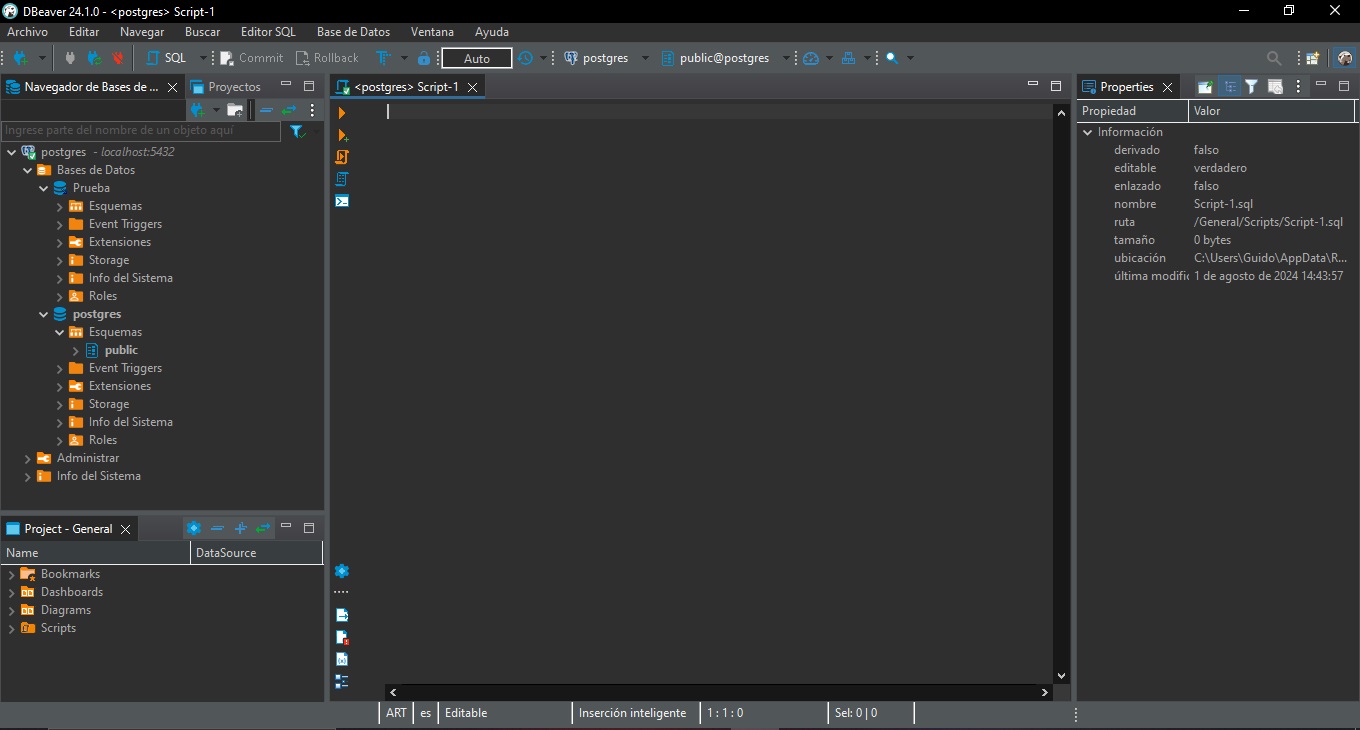 DBeaver 24.1.0 - <postgres> Script-1
Archivo Editar Navegar Buscar Editor SQL Base de Datos Ventana Ayuda
SQL Commit Rollback Auto postgres public@postgres
Navegador de Bases de ... Proyectos
Ingrese parte del nombre de un objeto aquí
postgres - localhost:5432
Bases de Datos
Prueba
Esquemas
Event Triggers
Extensiones
Storage
Info del Sistema
Roles
postgres
Esquemas
public
Event Triggers
Extensiones
Storage
Info del Sistema
Roles
Administrar
Info del Sistema
Project - General
Name DataSource
Bookmarks
Dashboards
Diagrams
Scripts
<postgres> Script-1
Properties
Propiedad Valor
Información
derivado falso
editable verdadero
enlazado falso
nombre Script-1.sql
ruta /General/Scripts/Script-1.sql
tamaño 0 bytes
ubicación C:\Users\Guido\AppData\R...
última modific 1 de agosto de 2024 14:43:57
ART es Editable Inserción inteligente 1 : 1 : 0 Sel: 0 | 0